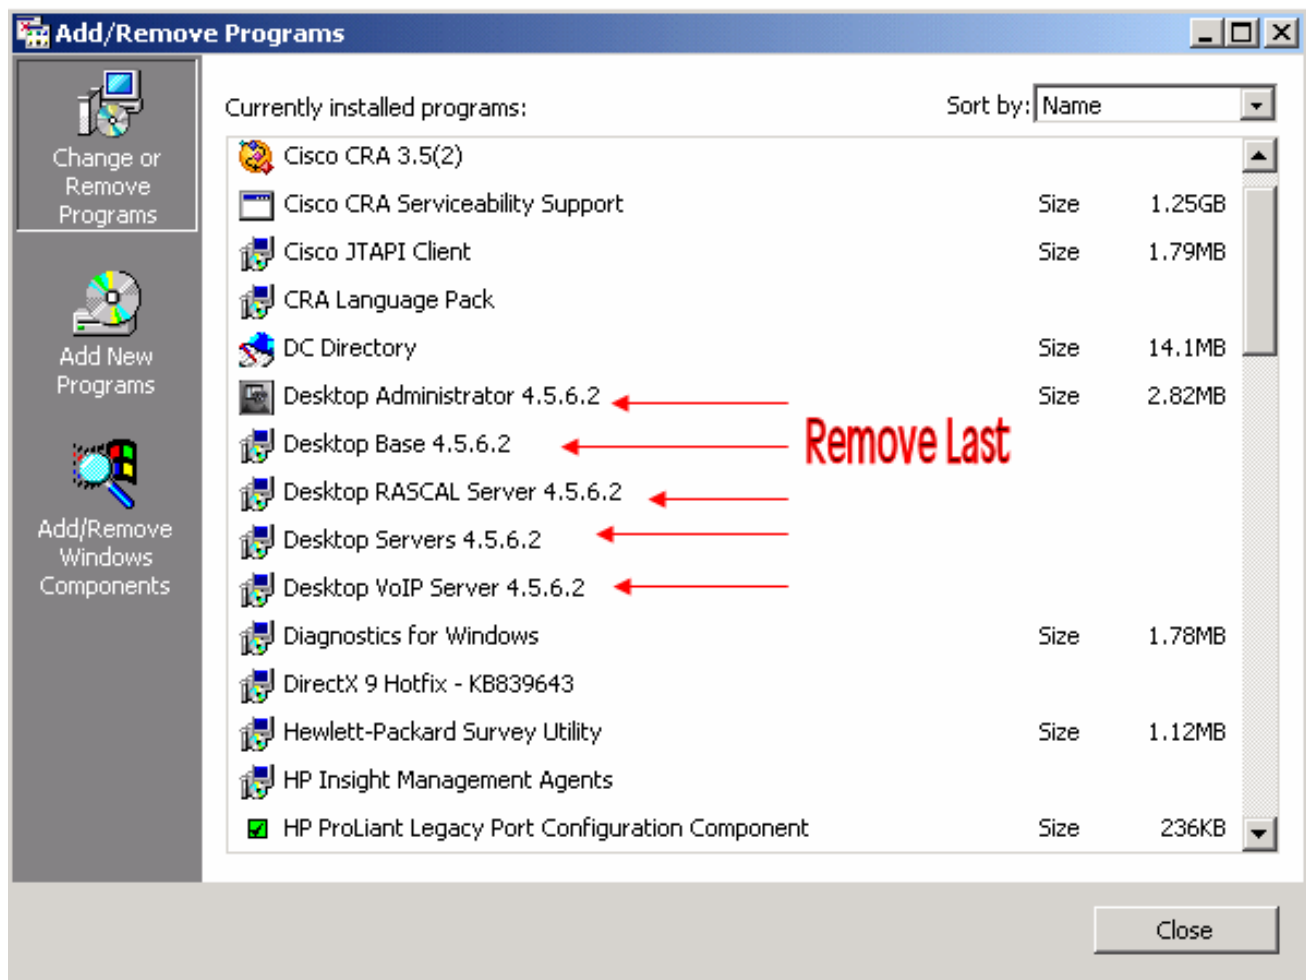 Add/Remove Programs
Change or
Remove
Programs
Add New
Programs
Add/Remove
Windows
Components
Currently installed programs:
Sort by: Name
Cisco CRA 3.5(2)
Cisco CRA Serviceability Support Size 1.25GB
Cisco JTAPI Client Size 1.79MB
CRA Language Pack
DC Directory Size 14.1MB
Desktop Administrator 4.5.6.2 Size 2.82MB
Desktop Base 4.5.6.2 Remove Last
Desktop RASCAL Server 4.5.6.2
Desktop Servers 4.5.6.2
Desktop VoIP Server 4.5.6.2
Diagnostics for Windows Size 1.78MB
DirectX 9 Hotfix - KB839643
Hewlett-Packard Survey Utility Size 1.12MB
HP Insight Management Agents
HP ProLiant Legacy Port Configuration Component Size 236KB
Close